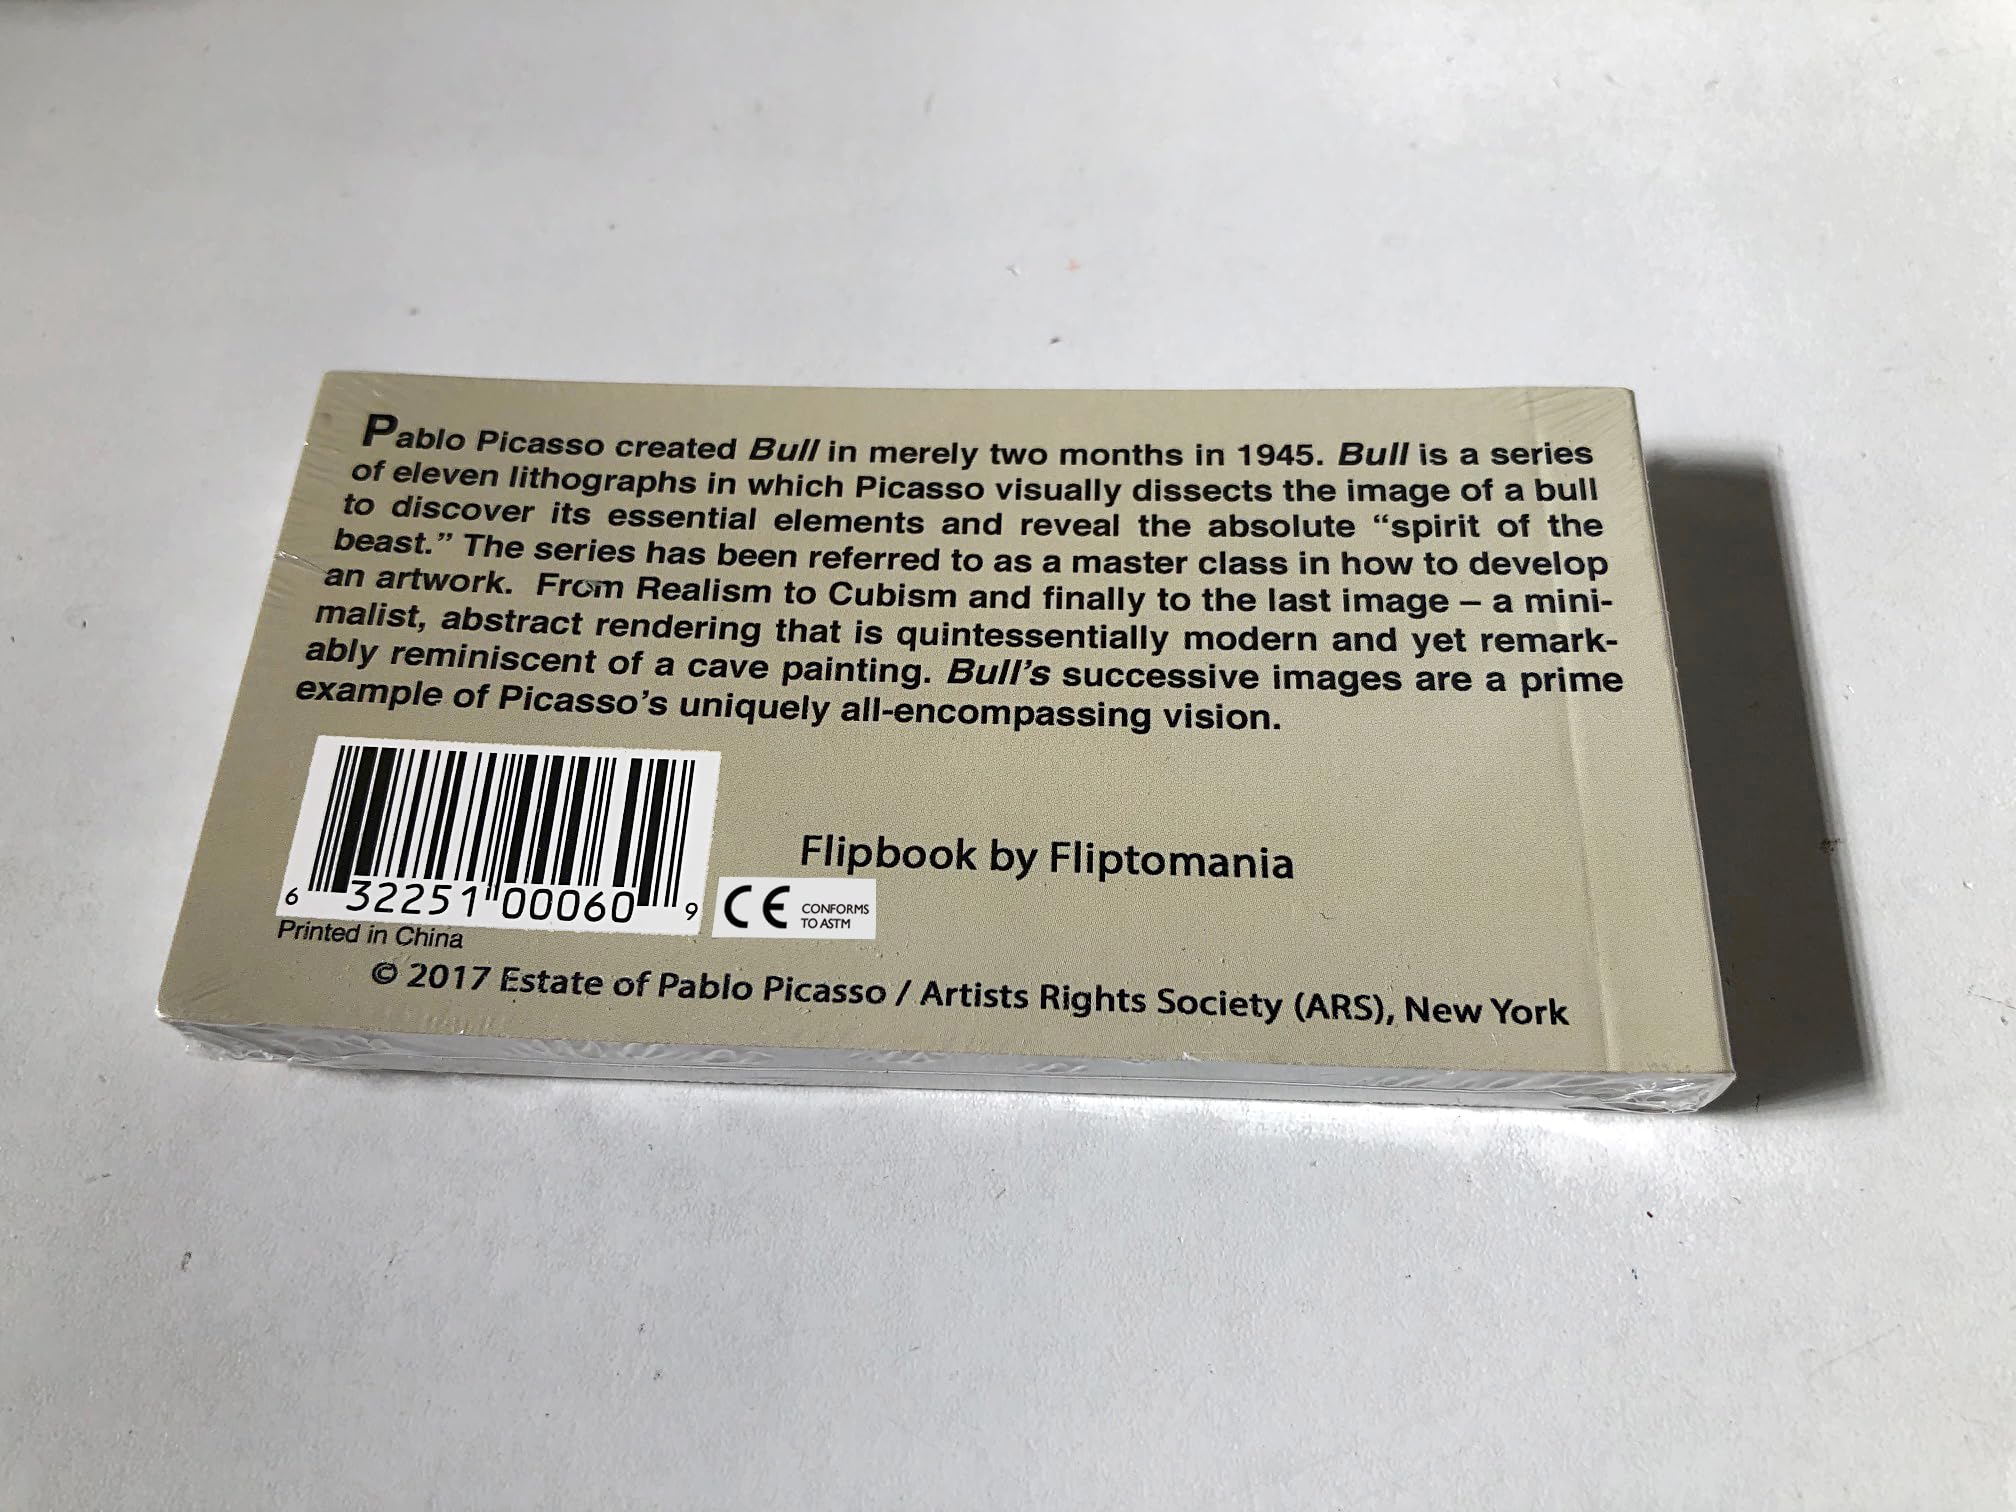 Pablo Picasso created Bull in merely two months in 1945. Bull is a series
of eleven lithographs in which Picasso visually dissects the image of a bull
to discover its essential elements and reveal the absolute “spirit of the
beast.” The series has been referred to as a master class in how to develop
an artwork. From Realism to Cubism and finally to the last image – a mini-
malist, abstract rendering that is quintessentially modern and yet remark-
ably reminiscent of a cave painting. Bull’s successive images are a prime
example of Picasso’s uniquely all-encompassing vision.
Flipbook by Fliptomania
6 32251 00060 9
CE CONFORMS
TO ASTM
Printed in China
© 2017 Estate of Pablo Picasso / Artists Rights Society (ARS), New York